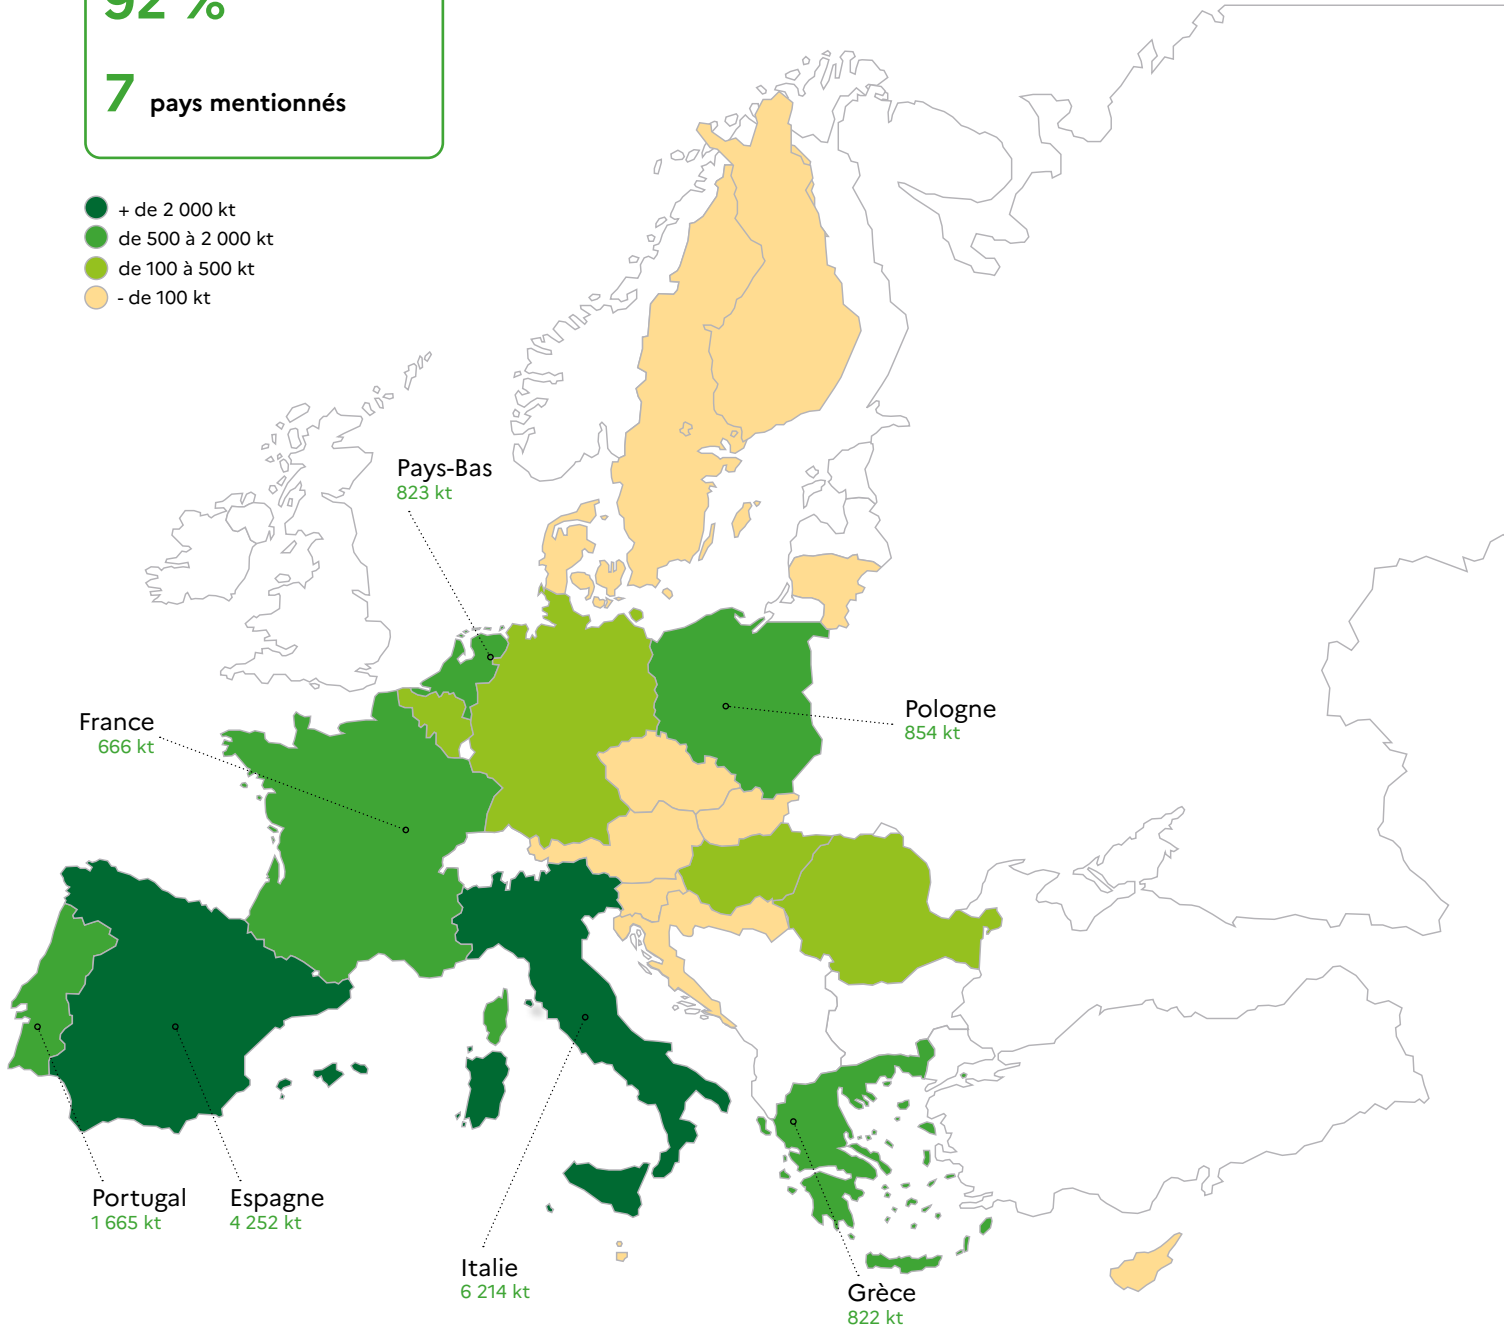 92 %
7 pays mentionnés
+ de 2 000 kt
de 500 à 2 000 kt
de 100 à 500 kt
- de 100 kt
Pays-Bas
823 kt
France
666 kt
Pologne
854 kt
Portugal
1 665 kt
Espagne
4 252 kt
Italie
6 214 kt
Grèce
822 kt